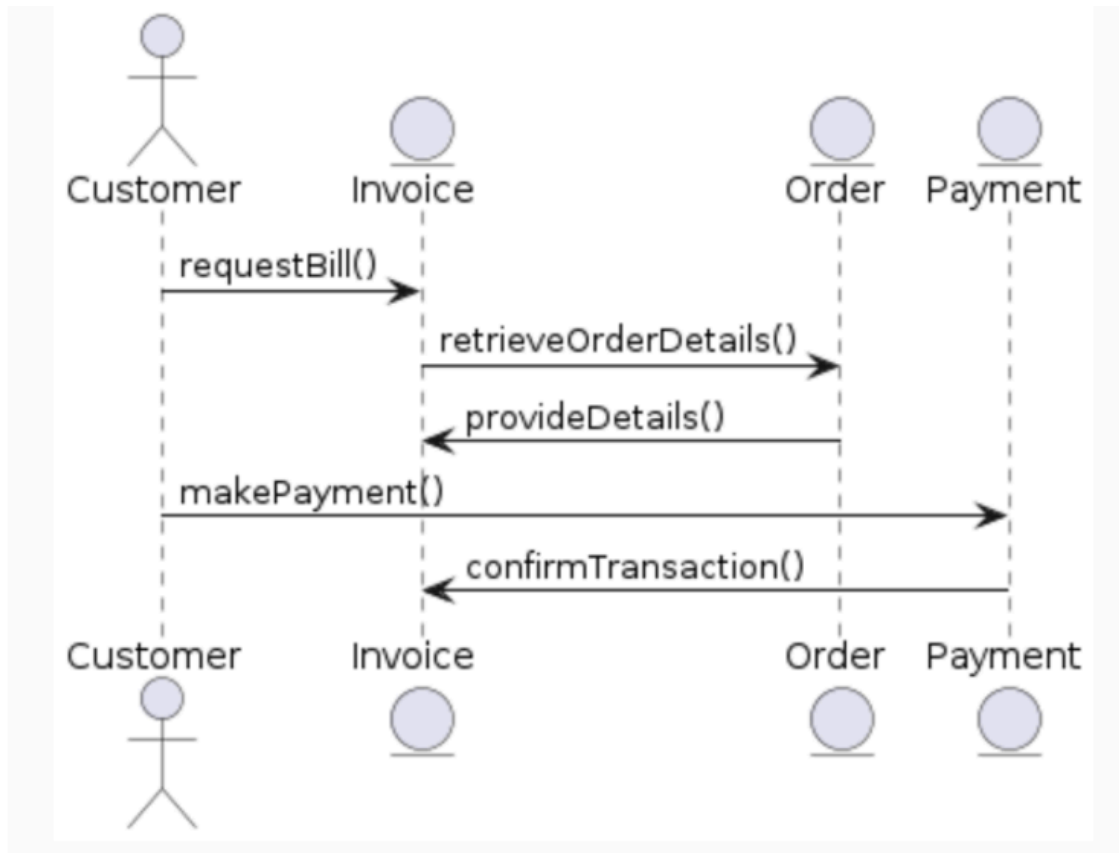 Customer Invoice Order Payment
requestBill()
retrieveOrderDetails()
provideDetails()
makePayment()
confirmTransaction()
Customer Invoice Order Payment